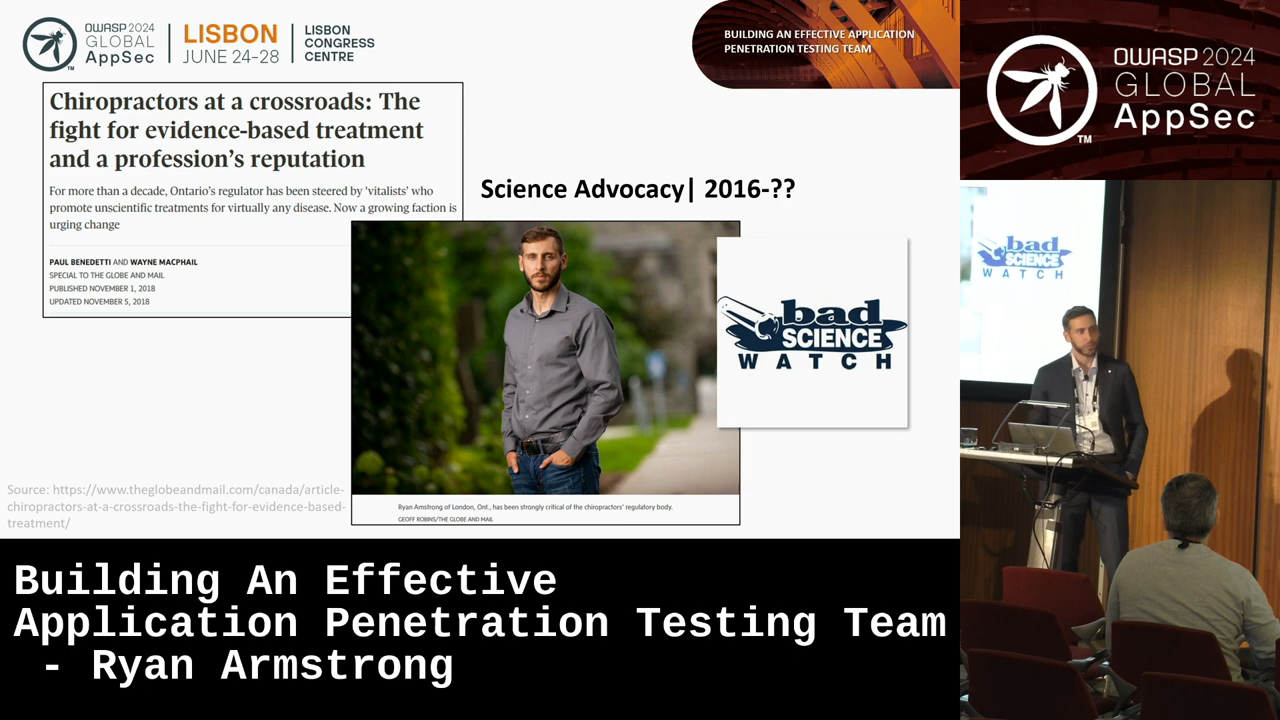 OWASP 2024
GLOBAL
AppSec
TM
LISBON
JUNE 24-28
LISBON
CONGRESS
CENTRE
BUILDING AN EFFECTIVE APPLICATION
PENETRATION TESTING TEAM
Chiropractors at a crossroads: The
fight for evidence-based treatment
and a profession's reputation
For more than a decade, Ontario's regulator has been steered by 'vitalists' who
promote unscientific treatments for virtually any disease. Now a growing faction is
urging change
PAUL BENEDETTI AND WAYNE MACPHAIL
SPECIAL TO THE GLOBE AND MAIL
PUBLISHED NOVEMBER 1, 2018
UPDATED NOVEMBER 5, 2018
Science Advocacy| 2016-??
bad
SCIENCE
WATCH
Ryan Amstrong of London, Ont., has been strongly critical of the chiropractors' regulatory body.
GEOFF ROBINS/THE GLOBE AND MAIL
Source: https://www.theglobeandmail.com/canada/article-
chiropractors-at-a-crossroads-the-fight-for-evidence-based-
treatment/
OWASP 2024
GLOBAL
AppSec
TM
bad
SCIENCE
WATCH
Building An Effective
Application Penetration Testing Team
- Ryan Armstrong